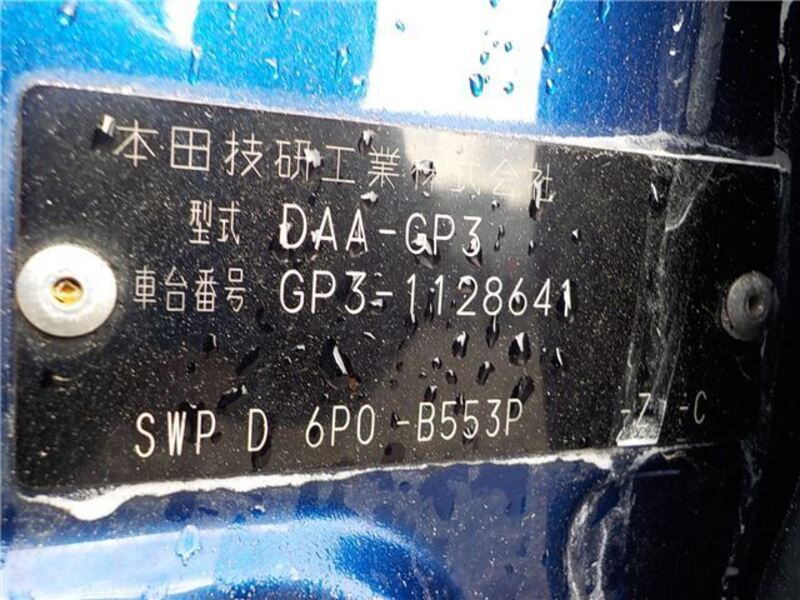 本田技研工業株式会社
型式 DAA-GP3
車台番号 GP3-1128641
SWP D 6P0 -B553P -Z -C